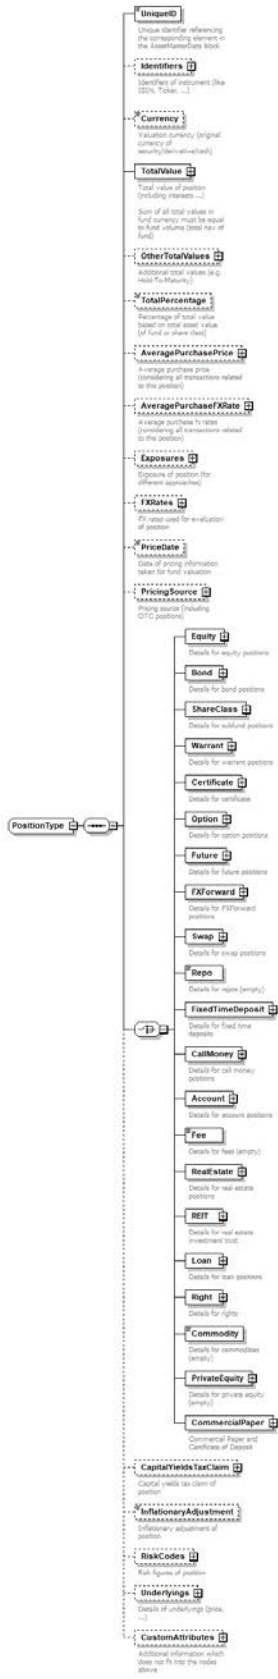 UniqueID
Unique identifier referencing
the corresponding element in
the AssetMasterData block
Identifiers
Identifiers of instrument (like
ISIN, Ticker, ...)
Currency
Valuation currency (original
currency of
security/derivative/cash)
TotalValue
Total value of position
(including interests ...)
Sum of all total values in
fund currency must be equal
to fund volume (total nav of
fund)
OtherTotalValues
Additional total values (e.g.
Hold-To-Maturity)
TotalPercentage
Percentage of total value
based on total asset value
(of fund or share class)
AveragePurchasePrice
Average purchase price
(considering all transactions related
to this position)
AveragePurchaseFXRate
Average purchase fx rates
(considering all transactions related
to this position)
Exposures
Exposure of position (for
different approaches)
FXRates
FX rates used for evaluation
of position
PriceDate
Date of pricing information
taken for fund valuation
PricingSource
Pricing source (including
OTC positions)
Equity
Details for equity positions
Bond
Details for bond positions
ShareClass
Details for subfund positions
Warrant
Details for warrant positions
Certificate
Details for certificate
PositionType
Option
Details for option positions
Future
Details for future positions
FXForward
Details for FXForward
positions
Swap
Details for swap positions
Repo
Details for repos (empty)
FixedTimeDeposit
Details for fixed time
deposits
CallMoney
Details for call money
positions
Account
Details for account positions
Fee
Details for fees (empty)
RealEstate
Details for real estate
positions
REIT
Details for real estate
investment trust
Loan
Details for loan positions
Right
Details for rights
Commodity
Details for commodities
(empty)
PrivateEquity
Details for private equity
(empty)
CommercialPaper
Commercial Paper and
Certificate of Deposit
CapitalYieldsTaxClaim
Capital yields tax claim of
position
InflationaryAdjustment
Inflationary adjustment of
position
RiskCodes
Risk figures of position
Underlyings
Details of underlyings (price,
...)
CustomAttributes
Additional information which
does not fit into the nodes
above